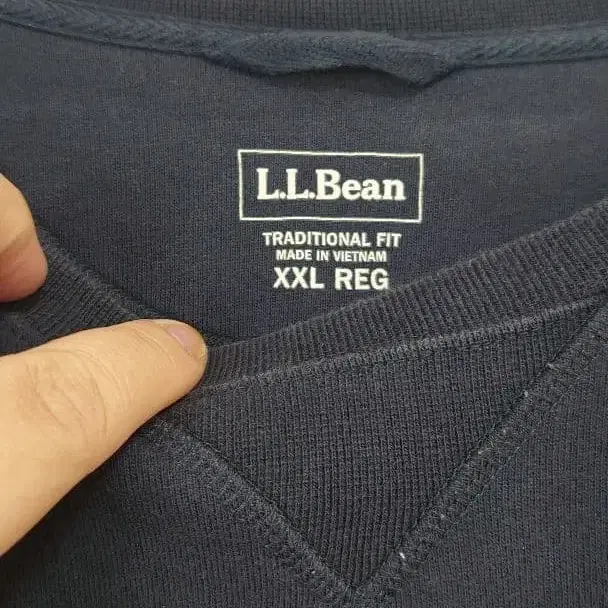 L.L.Bean
TRADITIONAL FIT
MADE IN VIETNAM
XXL REG